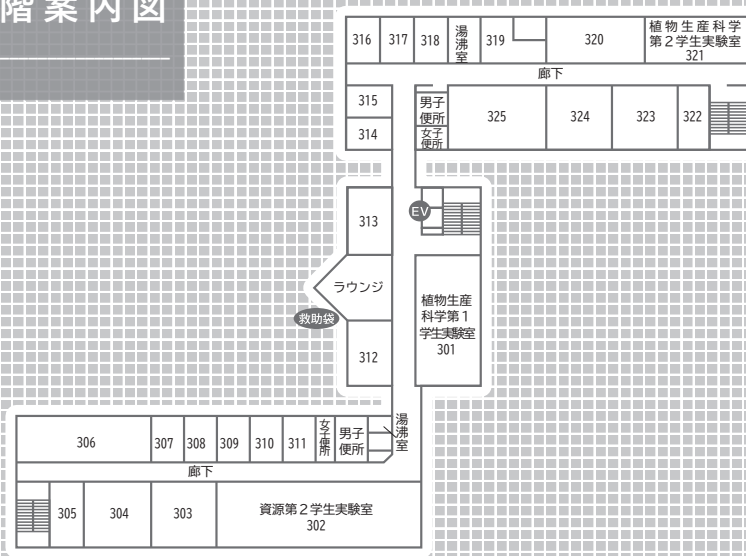 階案内図
316
317
318
湯沸室
319
320
植物生産科学
第2学生実験室
321
廊下
315
314
男子
便所
女子
便所
325
324
323
322
313
EV
ラウンジ
救助袋
312
植物生産
科学第1
学生実験室
301
306
307
308
309
310
311
女子便所
男子
便所
湯沸室
廊下
305
304
303
資源第2学生実験室
302